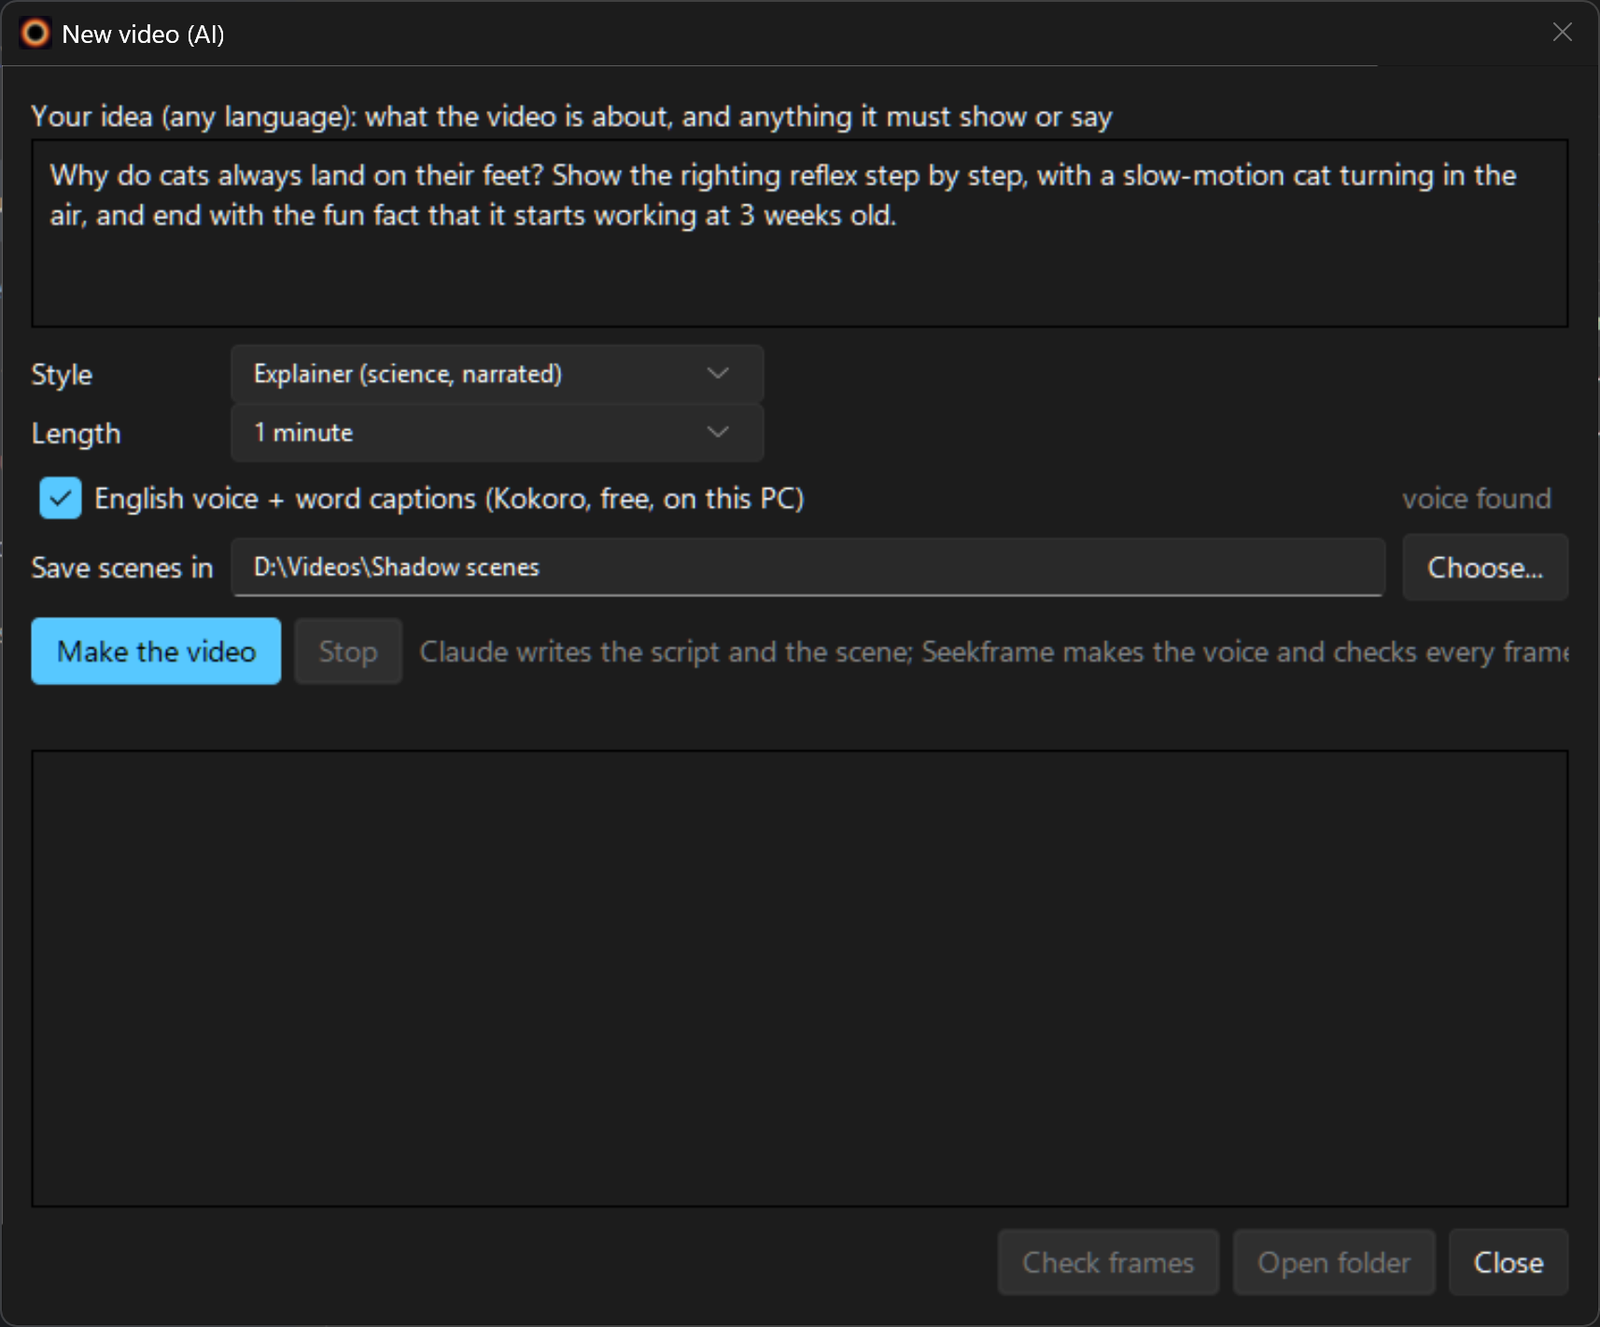 New video (AI)
Your idea (any language): what the video is about, and anything it must show or say
Why do cats always land on their feet? Show the righting reflex step by step, with a slow-motion cat turning in the
air, and end with the fun fact that it starts working at 3 weeks old.
Style
Explainer (science, narrated)
Length
1 minute
English voice + word captions (Kokoro, free, on this PC)
voice found
Save scenes in
D:\Videos\Shadow scenes
Choose...
Make the video
Stop
Claude writes the script and the scene; Seekframe makes the voice and checks every frame
Check frames
Open folder
Close